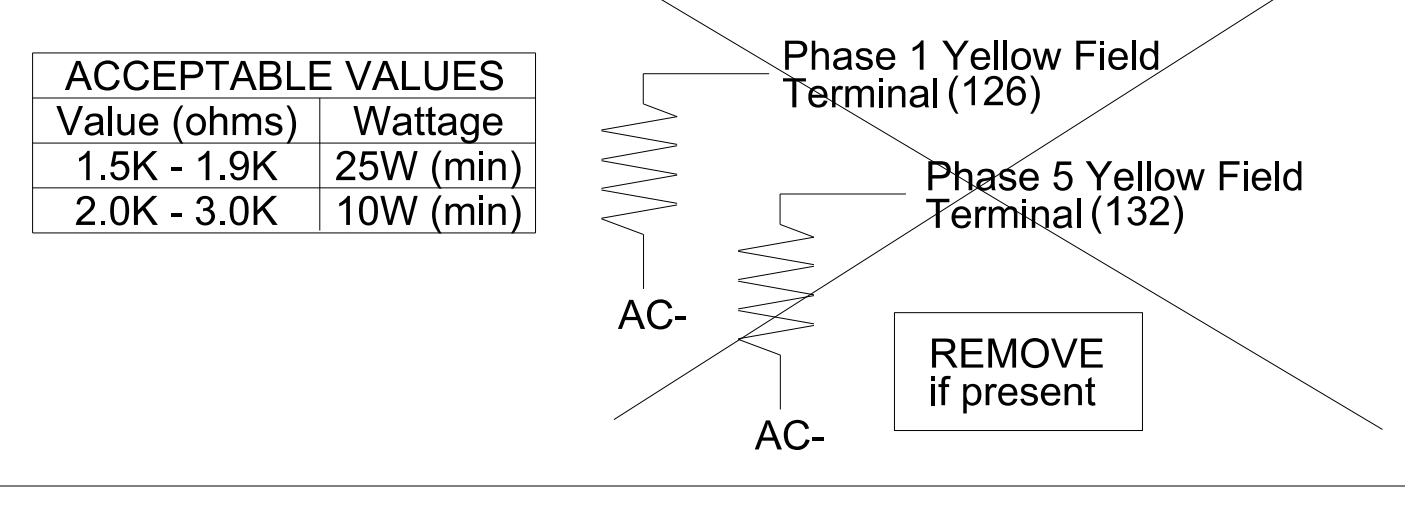 ACCEPTABLE VALUES
Value (ohms) Wattage
1.5K - 1.9K 25W (min)
2.0K - 3.0K 10W (min)
Phase 1 Yellow Field
Terminal (126)
AC-
Phase 5 Yellow Field
Terminal (132)
AC-
REMOVE
if present